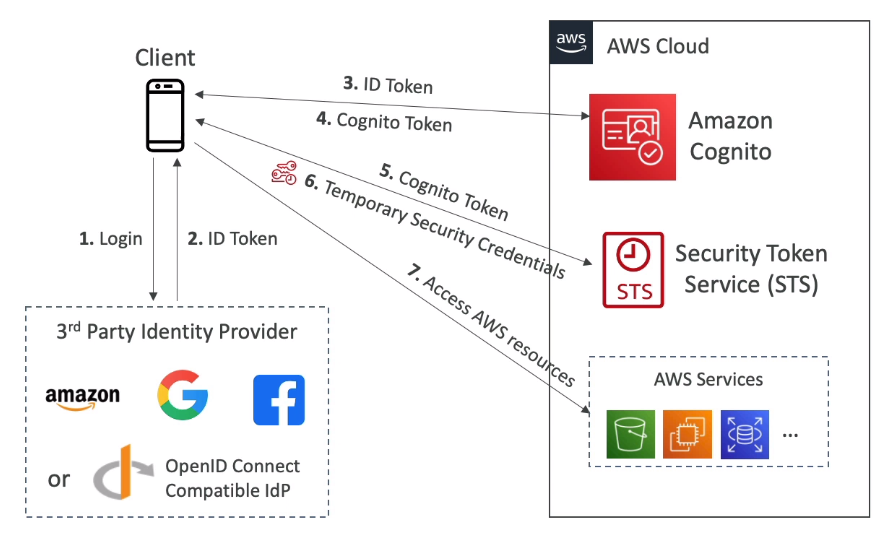 Client
aws
AWS Cloud
3. ID Token
4. Cognito Token
Amazon
Cognito
5. Cognito Token
6. Temporary Security Credentials
1. Login
2. ID Token
Security Token
Service (STS)
STS
7. Access AWS resources
3rd Party Identity Provider
amazon
AWS Services
...
or
OpenID Connect
Compatible IdP